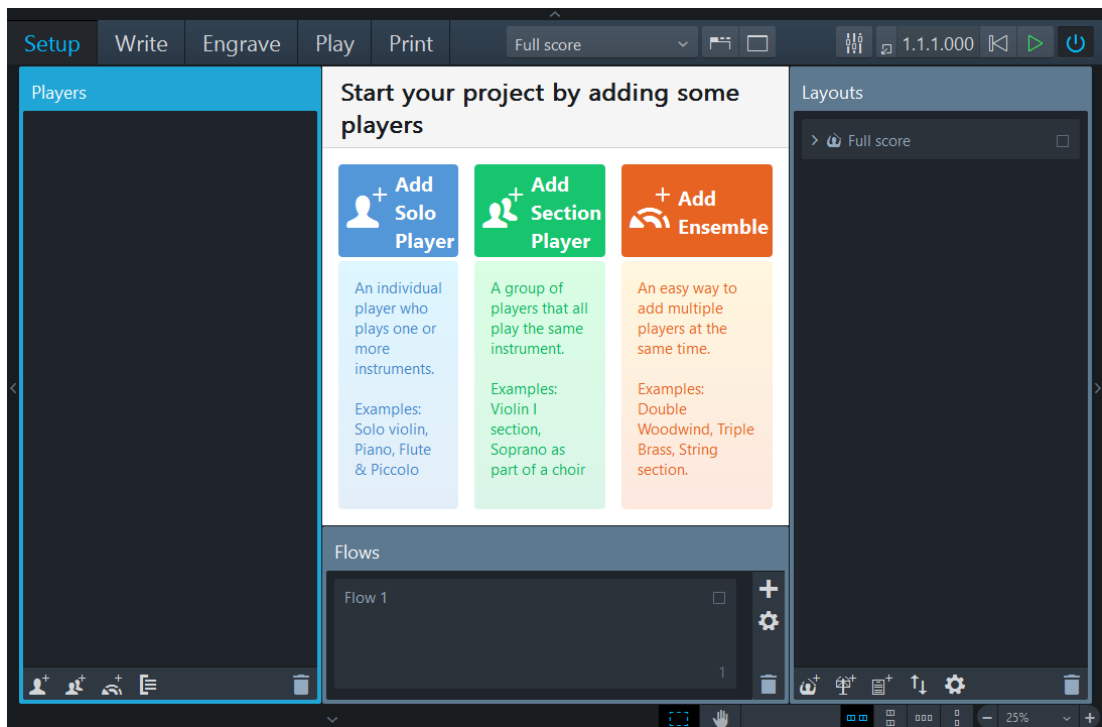 Setup
Write
Engrave
Play
Print
Full score
1.1.1.000
Players
Start your project by adding some
players
Add
Solo
Player
An individual
player who
plays one or
more
instruments.
Examples:
Solo violin,
Piano, Flute
& Piccolo
Add
Section
Player
A group of
players that all
play the same
instrument.
Examples:
Violin I
section,
Soprano as
part of a choir
Add
Ensemble
An easy way to
add multiple
players at the
same time.
Examples:
Double
Woodwind, Triple
Brass, String
section.
Flows
Flow 1
1
Layouts
Full score
25%